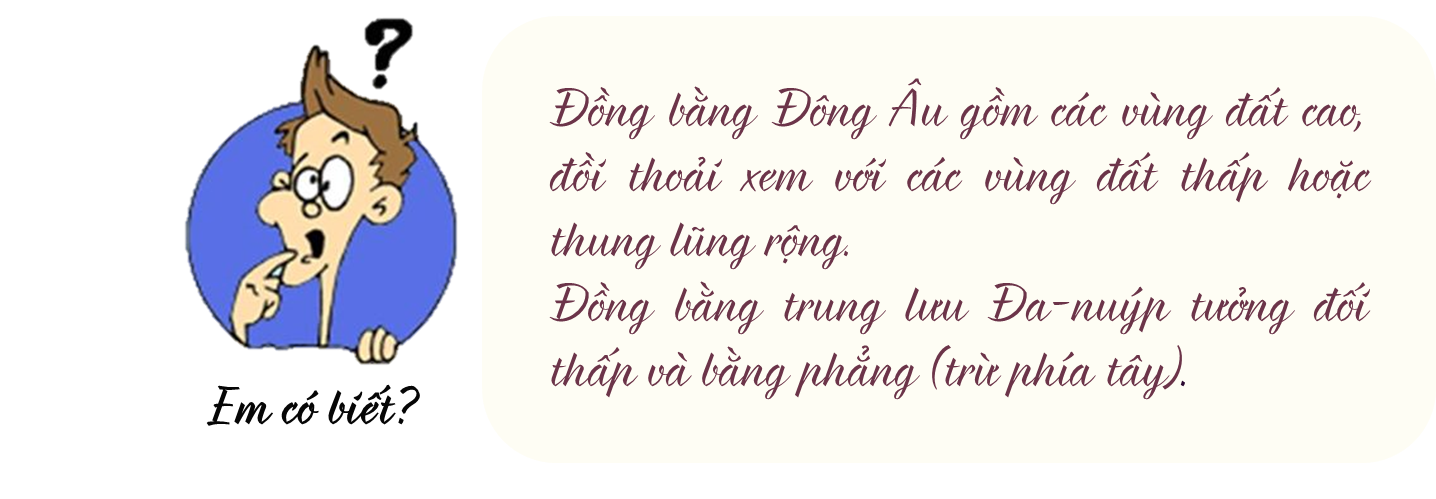 ?
Đồng bằng Đông Âu gồm các vùng đất cao,
đồi thoải xem với các vùng đất thấp hoặc
thung lũng rộng.
Đồng bằng trung lưu Đa-nuýp tưởng đối
thấp và bằng phẳng (trừ phía tây).
Em có biết?